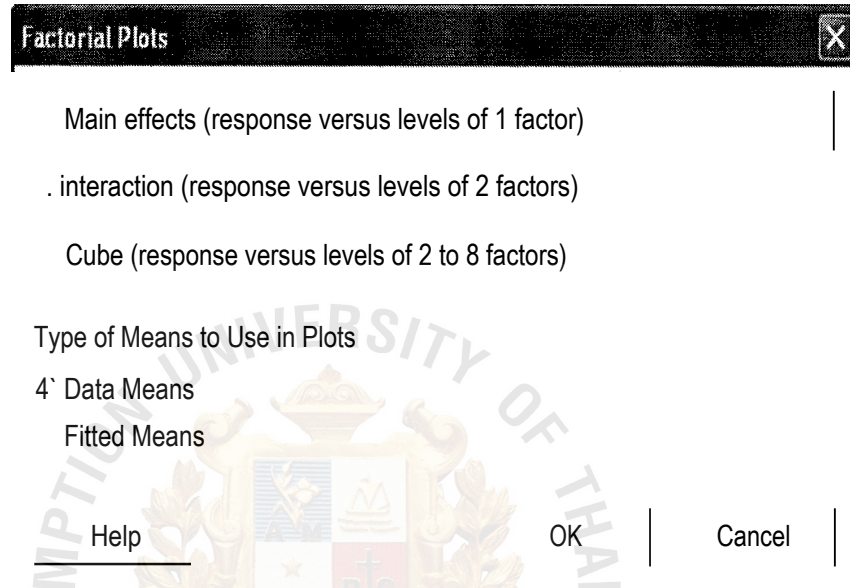 Factorial Plots
Main effects (response versus levels of 1 factor)
. interaction (response versus levels of 2 factors)
Cube (response versus levels of 2 to 8 factors)
Type of Means to Use in Plots
4` Data Means
Fitted Means
Help OK Cancel
UNIVERSITY OF
A M